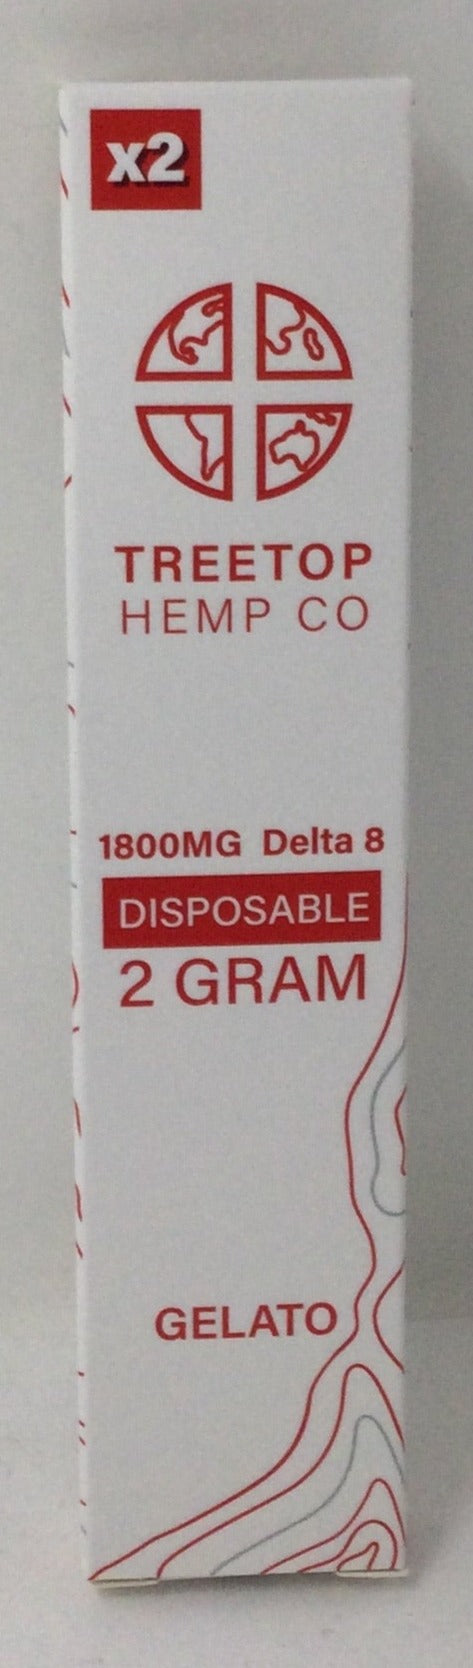 x2
TREETOP
HEMP CO
1800MG Delta 8
DISPOSABLE
2 GRAM
GELATO